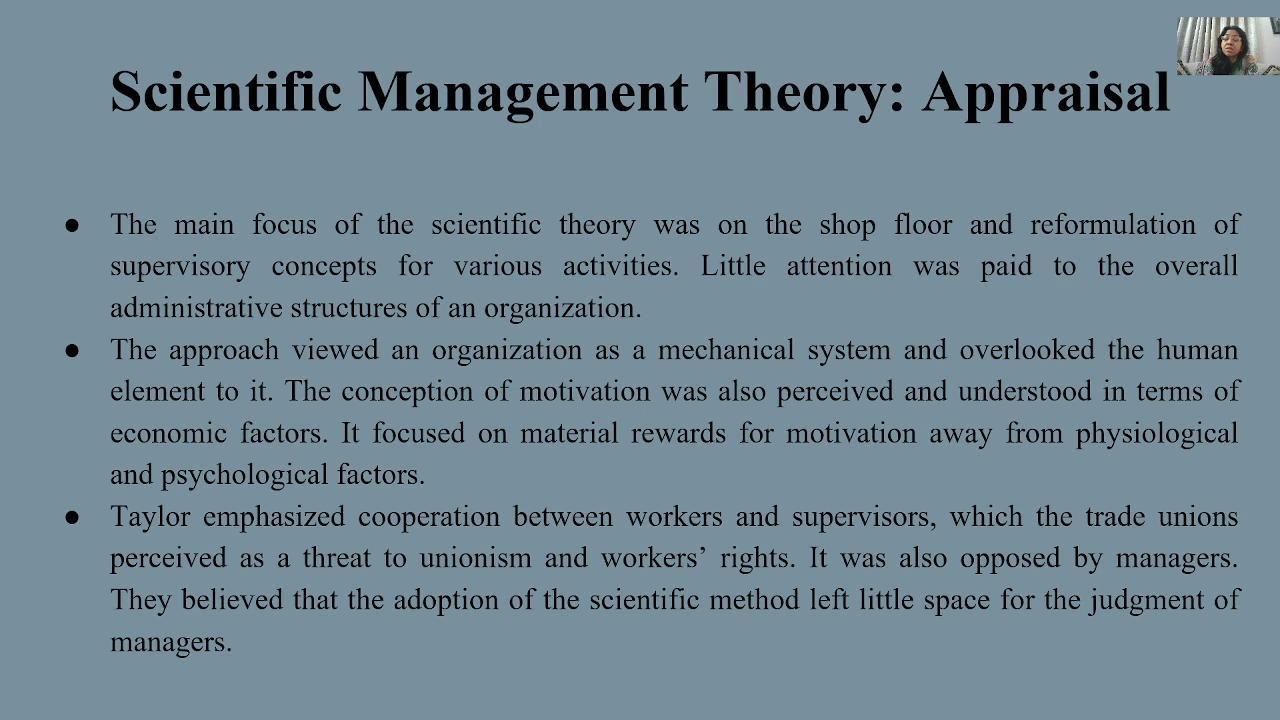 Scientific Management Theory: Appraisal
● The main focus of the scientific theory was on the shop floor and reformulation of
supervisory concepts for various activities. Little attention was paid to the overall
administrative structures of an organization.
● The approach viewed an organization as a mechanical system and overlooked the human
element to it. The conception of motivation was also perceived and understood in terms of
economic factors. It focused on material rewards for motivation away from physiological
and psychological factors.
● Taylor emphasized cooperation between workers and supervisors, which the trade unions
perceived as a threat to unionism and workers’ rights. It was also opposed by managers.
They believed that the adoption of the scientific method left little space for the judgment of
managers.